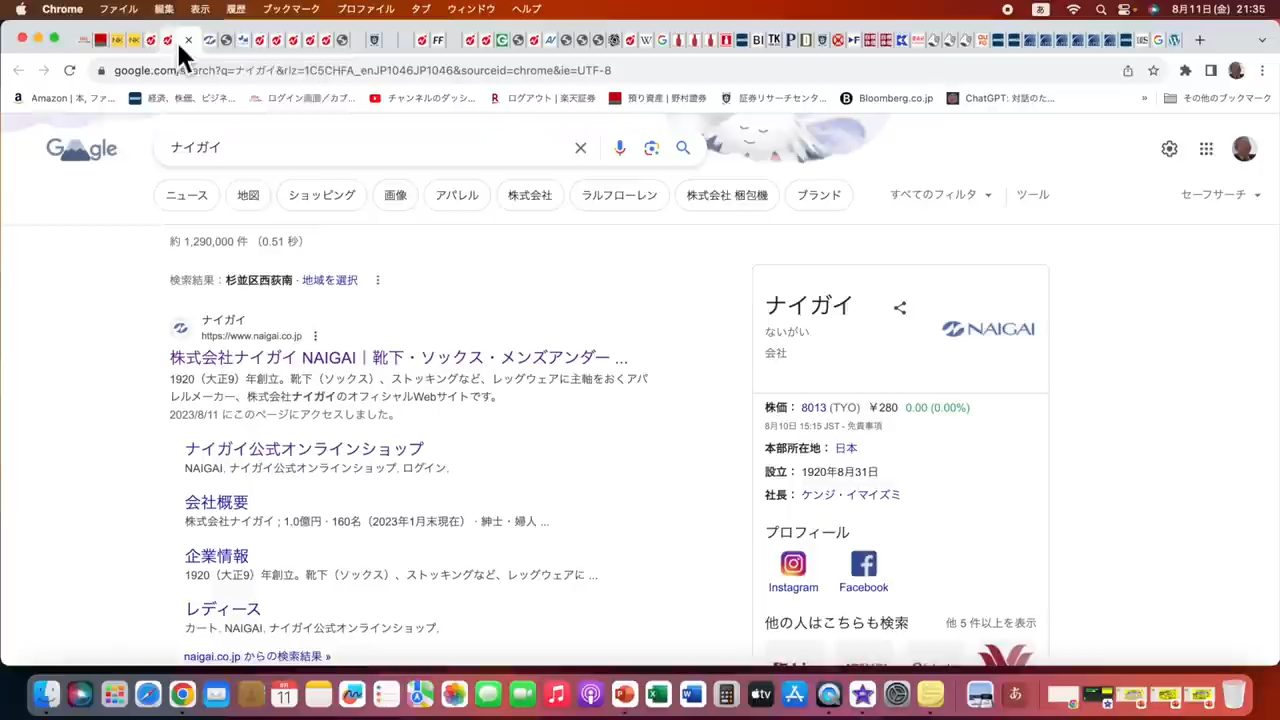 Chrome ファイル 編集 表示 履歴 ブックマーク プロフィール タブ ウィンドウ ヘルプ あ 8月11日(金) 21:35
google.com/search?q=ナイガイ&rlz=1C5CHFA_enJP1046JP1046&sourceid=chrome&ie=UTF-8
Amazon | 本, ファ... 経済、株価、ビジネ... ログイン画面／カブ... チャンネルのダッシ... ログアウト | 楽天証券 預り資産 | 野村證券 証券リサーチセンタ... Bloomberg.co.jp ChatGPT: 対話のた... » その他のブックマーク
Google
ナイガイ
ニュース 地図 ショッピング 画像 アパレル 株式会社 ラルフローレン 株式会社 梱包機 ブランド すべてのフィルタ ツール セーフサーチ
約 1,290,000 件 （0.51 秒）
検索結果：杉並区西荻南 · 地域を選択
ナイガイ
https://www.naigai.co.jp
株式会社ナイガイ NAIGAI｜靴下・ソックス・メンズアンダー ...
1920（大正9）年創立。靴下（ソックス）、ストッキングなど、レッグウェアに主軸をおくアパ
レルメーカー、株式会社ナイガイのオフィシャルWebサイトです。
2023/8/11 にこのページにアクセスしました。
ナイガイ公式オンラインショップ
NAIGAI. ナイガイ公式オンラインショップ. ログイン.
会社概要
株式会社ナイガイ ; 1.0億円 · 160名（2023年1月末現在） · 紳士・婦人 ...
企業情報
1920（大正9）年創立。靴下（ソックス）、ストッキングなど、レッグウェアに ...
レディース
カート. NAIGAI. ナイガイ公式オンラインショップ.
naigai.co.jp からの検索結果 »
ナイガイ
ないがい
会社
NAIGAI
株価： 8013 (TYO) ￥280 0.00 (0.00%)
8月10日 15:15 JST - 免責事項
本部所在地： 日本
設立： 1920年8月31日
社長： ケンジ・イマイズミ
プロフィール
Instagram Facebook
他の人はこちらも検索 他 5 件以上を表示